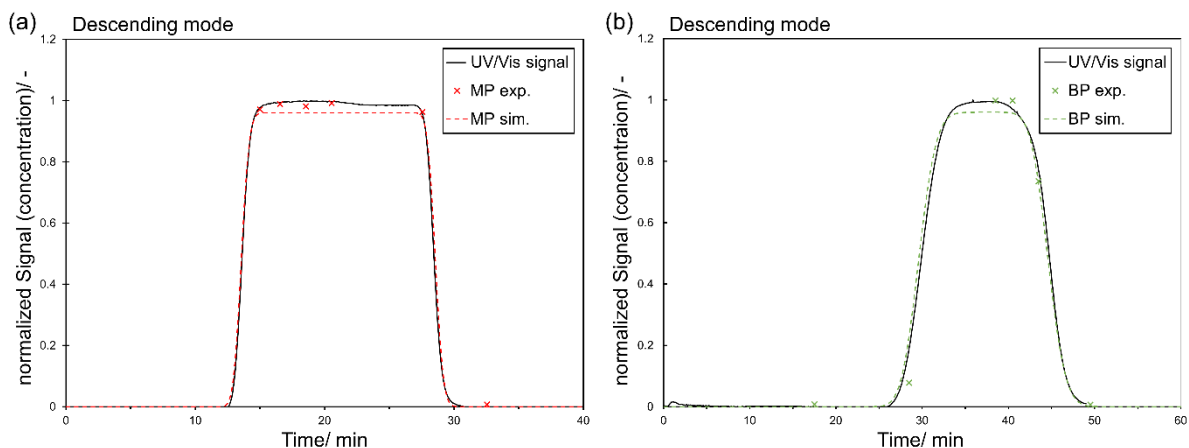 (a) Descending mode
1.2
1
0.8
0.6
0.4
0.2
0
normalized Signal (concentration)/ -
UV/Vis signal
MP exp.
MP sim.
0 10 20 30 40
Time/ min
(b) Descending mode
1.2
1
0.8
0.6
0.4
0.2
0
normalized Signal (concentraion)/ -
UV/Vis signal
BP exp.
BP sim.
0 10 20 30 40 50 60
Time/ min